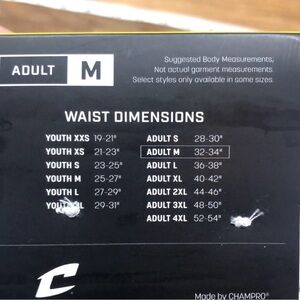 ADULT M
Suggested Body Measurements;
Not actual garment measurements.
Select styles only available in some sizes.
WAIST DIMENSIONS
YOUTH XXS 19-21" ADULT S 28-30"
YOUTH XS 21-23" ADULT M 32-34"
YOUTH S 23-25" ADULT L 36-38"
YOUTH M 25-27" ADULT XL 40-42"
YOUTH L 27-29" ADULT 2XL 44-46"
29-31" ADULT 3XL 48-50"
ADULT 4XL 52-54"
Made by CHAMPRO®